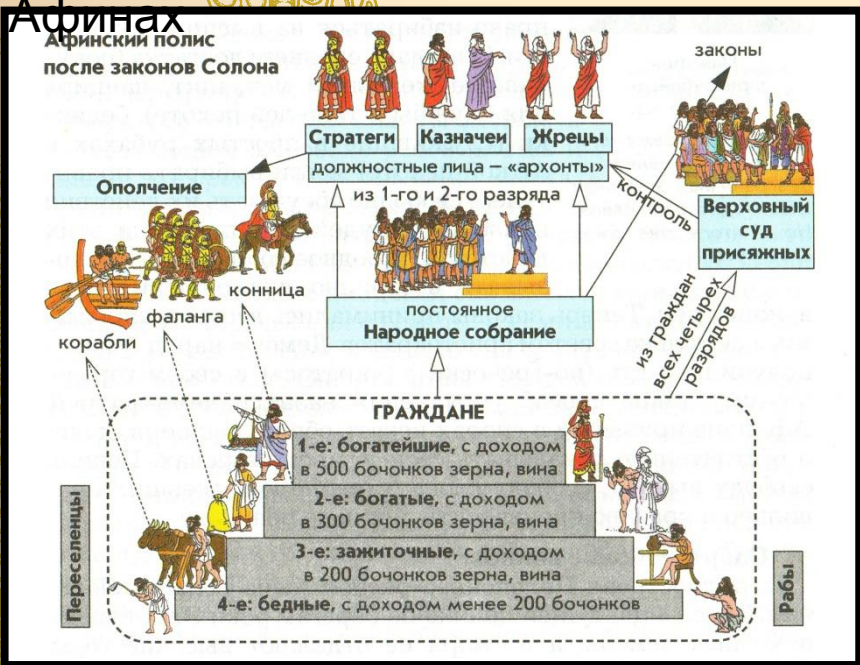 Афинах
Афинский полис
после законов Солона
законы
Стратеги
Казначеи
Жрецы
должностные лица – «архонты»
из 1-го и 2-го разряда
контроль
Ополчение
Верховный
суд
присяжных
конница
фаланга
корабли
постоянное
Народное собрание
из граждан
всех четырех
разрядов
ГРАЖДАНЕ
1-е: богатейшие, с доходом
в 500 бочонков зерна, вина
2-е: богатые, с доходом
в 300 бочонков зерна, вина
3-е: зажиточные, с доходом
в 200 бочонков зерна, вина
4-е: бедные, с доходом менее 200 бочонков
Переселенцы
Рабы